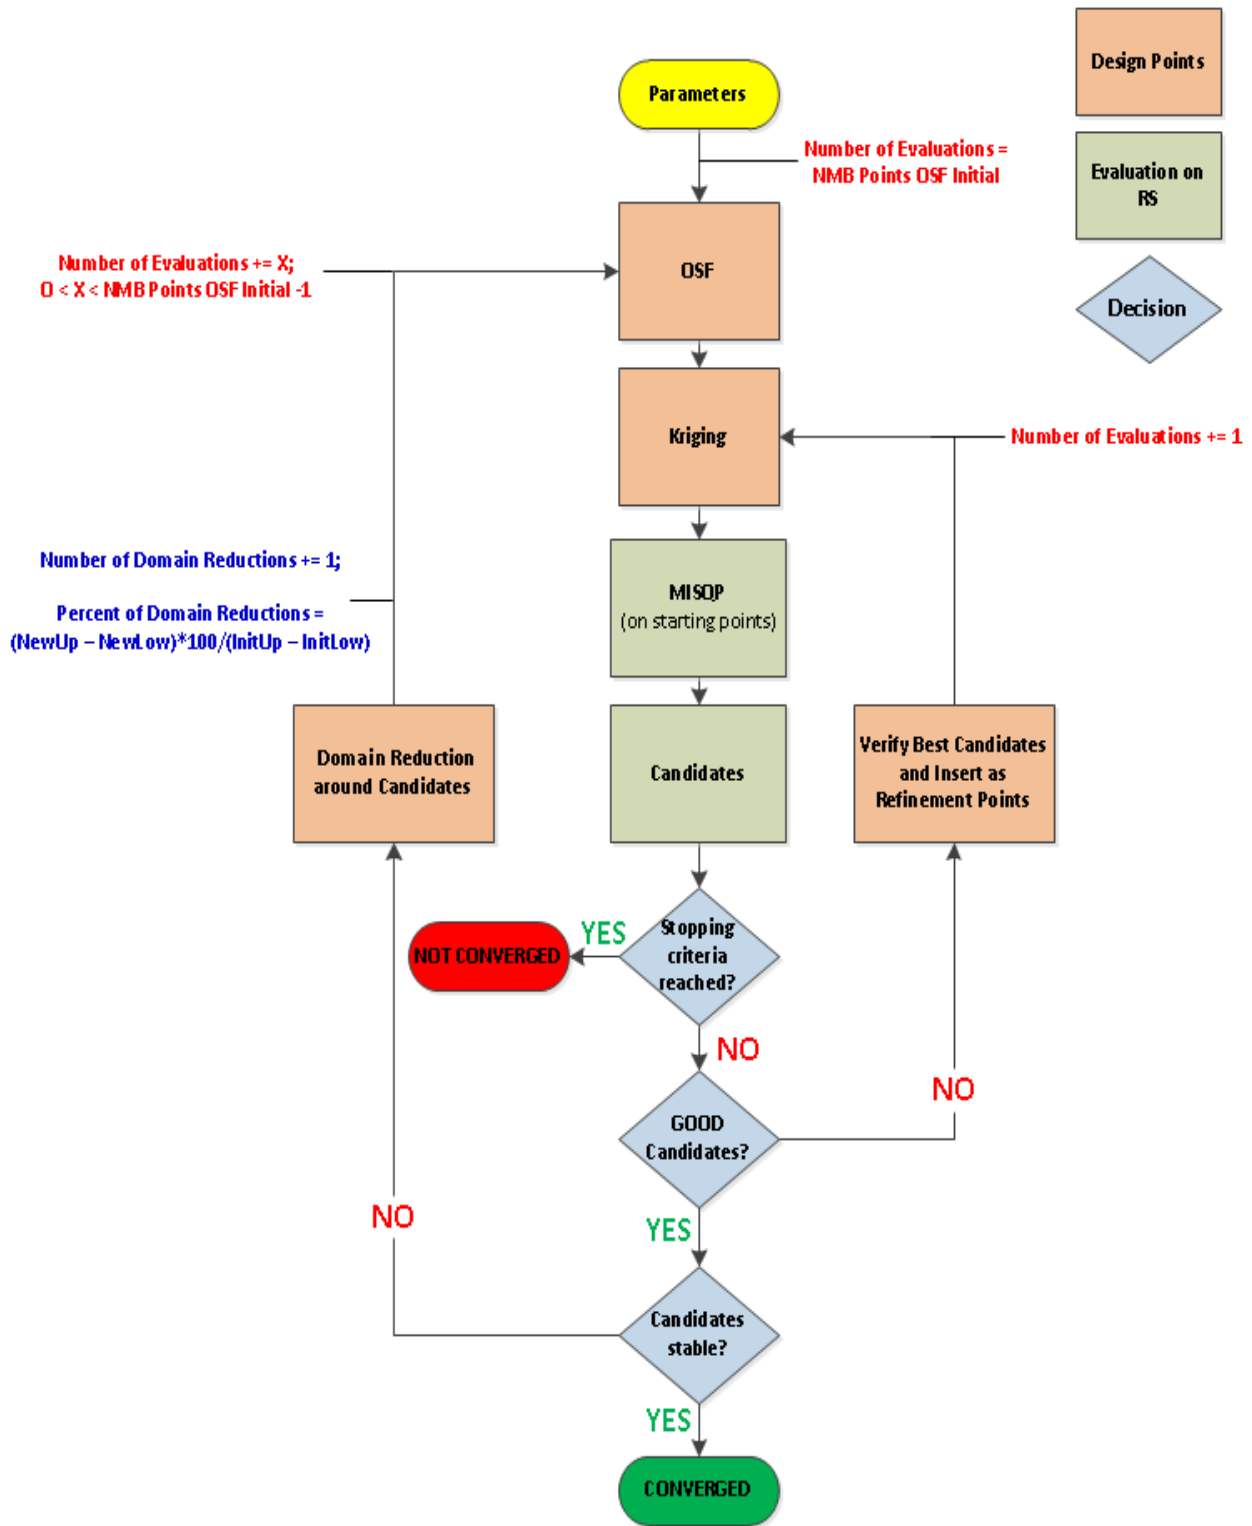 Parameters
Design Points
Number of Evaluations =
NMB Points OSF Initial
Evaluation on
RS
Number of Evaluations += X;
0 < X < NMB Points OSF Initial -1
OSF
Decision
Kriging
Number of Evaluations += 1
Number of Domain Reductions += 1;
Percent of Domain Reductions =
(NewUp – NewLow)*100/(InitUp – InitLow)
MISQP
(on starting points)
Domain Reduction
around Candidates
Candidates
Verify Best Candidates
and Insert as
Refinement Points
NOT CONVERGED
YES
Stopping
criteria
reached?
NO
NO
GOOD
Candidates?
NO
YES
Candidates
stable?
YES
CONVERGED